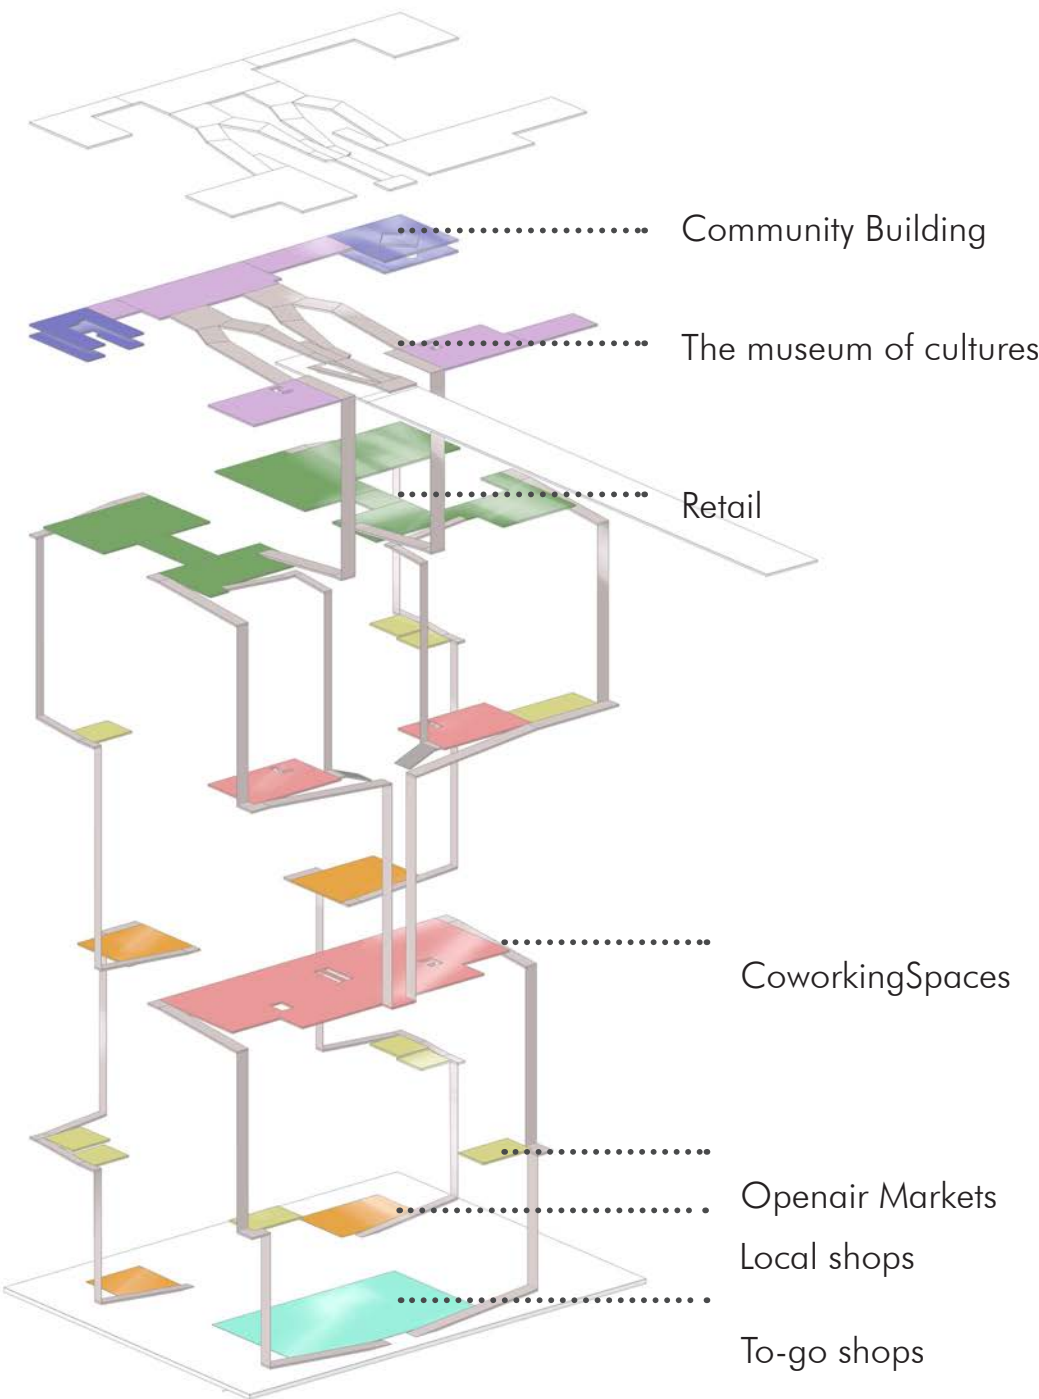 Community Building
The museum of cultures
Retail
CoworkingSpaces
Openair Markets
Local shops
To-go shops